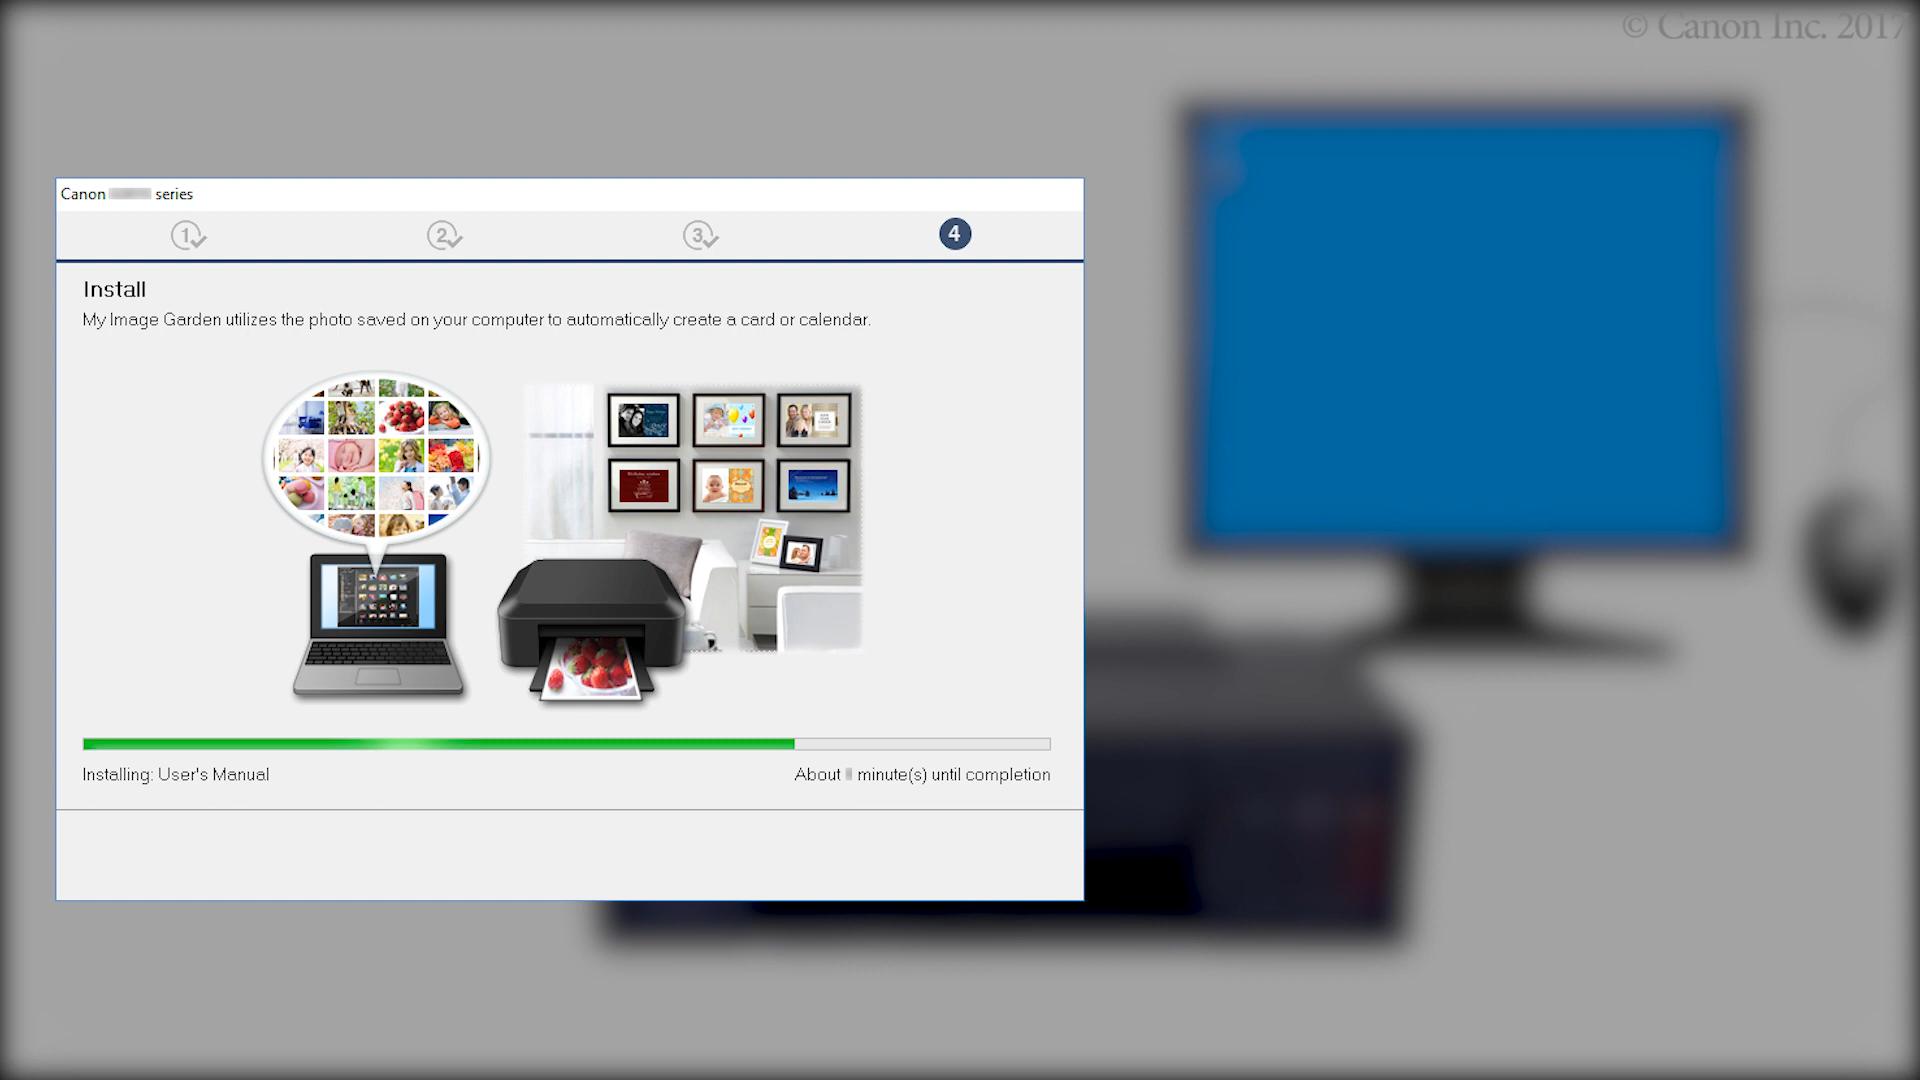 © Canon Inc. 2017
Canon series
1
2
3
4
Install
My Image Garden utilizes the photo saved on your computer to automatically create a card or calendar.
Installing: User's Manual
About minute(s) until completion